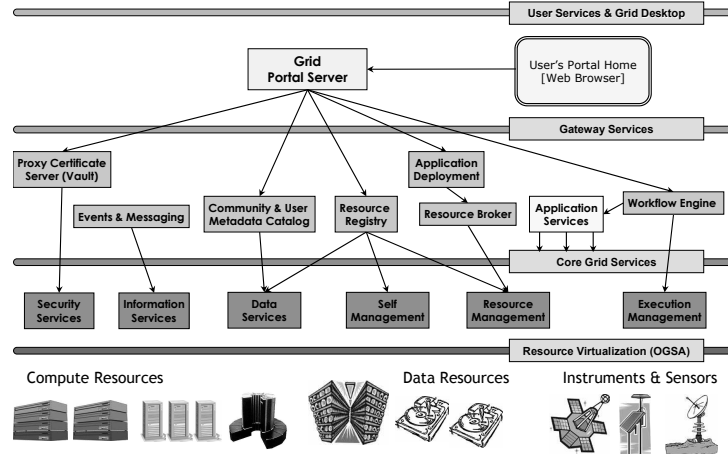 User Services & Grid Desktop
Grid
Portal Server
User's Portal Home
[Web Browser]
Gateway Services
Proxy Certificate
Server (Vault)
Application
Deployment
Events & Messaging
Community & User
Metadata Catalog
Resource
Registry
Resource Broker
Application
Services
Workflow Engine
Core Grid Services
Security
Services
Information
Services
Data
Services
Self
Management
Resource
Management
Execution
Management
Resource Virtualization (OGSA)
Compute Resources
Data Resources
Instruments & Sensors